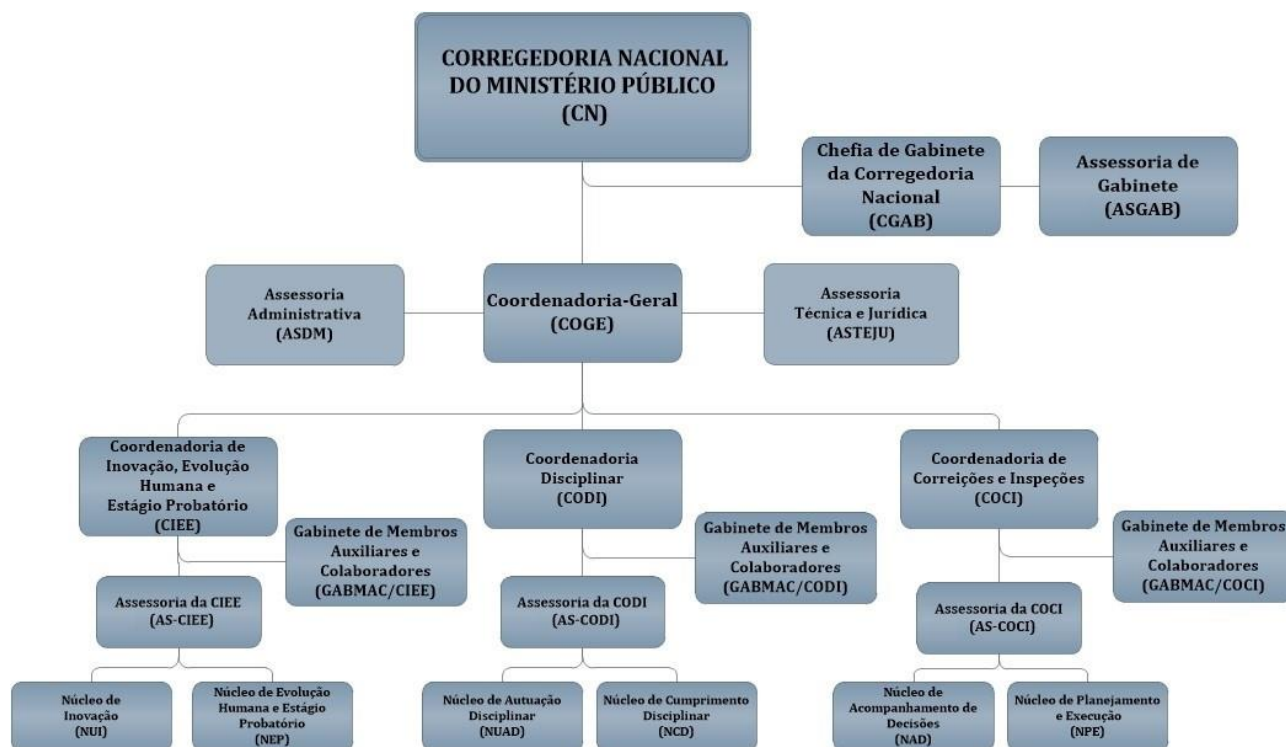 CORREGEDORIA NACIONAL
DO MINISTÉRIO PÚBLICO
(CN)
Chefia de Gabinete
da Corregedoria
Nacional
(CGAB)
Assessoria de
Gabinete
(ASGAB)
Assessoria
Administrativa
(ASDM)
Coordenadoria-Geral
(COGE)
Assessoria
Técnica e Jurídica
(ASTEJU)
Coordenadoria de
Inovação, Evolução
Humana e
Estágio Probatório
(CIEE)
Gabinete de Membros
Auxiliares e
Colaboradores
(GABMAC/CIEE)
Coordenadoria
Disciplinar
(CODI)
Gabinete de Membros
Auxiliares e
Colaboradores
(GABMAC/CODI)
Coordenadoria de
Correições e Inspeções
(COCI)
Gabinete de Membros
Auxiliares e
Colaboradores
(GABMAC/COCI)
Assessoria da CIEE
(AS-CIEE)
Assessoria da CODI
(AS-CODI)
Assessoria da COCI
(AS-COCI)
Núcleo de
Inovação
(NUI)
Núcleo de Evolução
Humana e Estágio
Probatório
(NEP)
Núcleo de Autuação
Disciplinar
(NUAD)
Núcleo de Cumprimento
Disciplinar
(NCD)
Núcleo de
Acompanhamento de
Decisões
(NAD)
Núcleo de Planejamento
e Execução
(NPE)